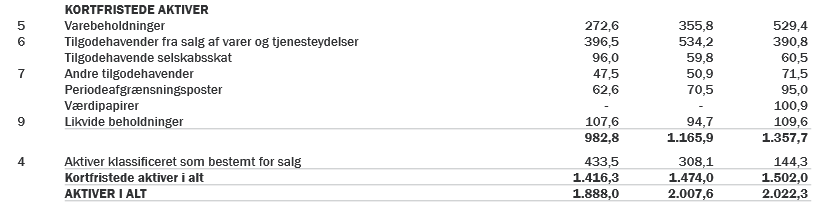 KORTFRISTEDE AKTIVER
5 Varebeholdninger 272,6 355,8 529,4
6 Tilgodehavender fra salg af varer og tjenesteydelser 396,5 534,2 390,8
Tilgodehavende selskabsskat 96,0 59,8 60,5
7 Andre tilgodehavender 47,5 50,9 71,5
Periodeafgrænsningsposter 62,6 70,5 95,0
Værdipapirer - - 100,9
9 Likvide beholdninger 107,6 94,7 109,6
982,8 1.165,9 1.357,7
4 Aktiver klassificeret som bestemt for salg 433,5 308,1 144,3
Kortfristede aktiver i alt 1.416,3 1.474,0 1.502,0
AKTIVER I ALT 1.888,0 2.007,6 2.022,3